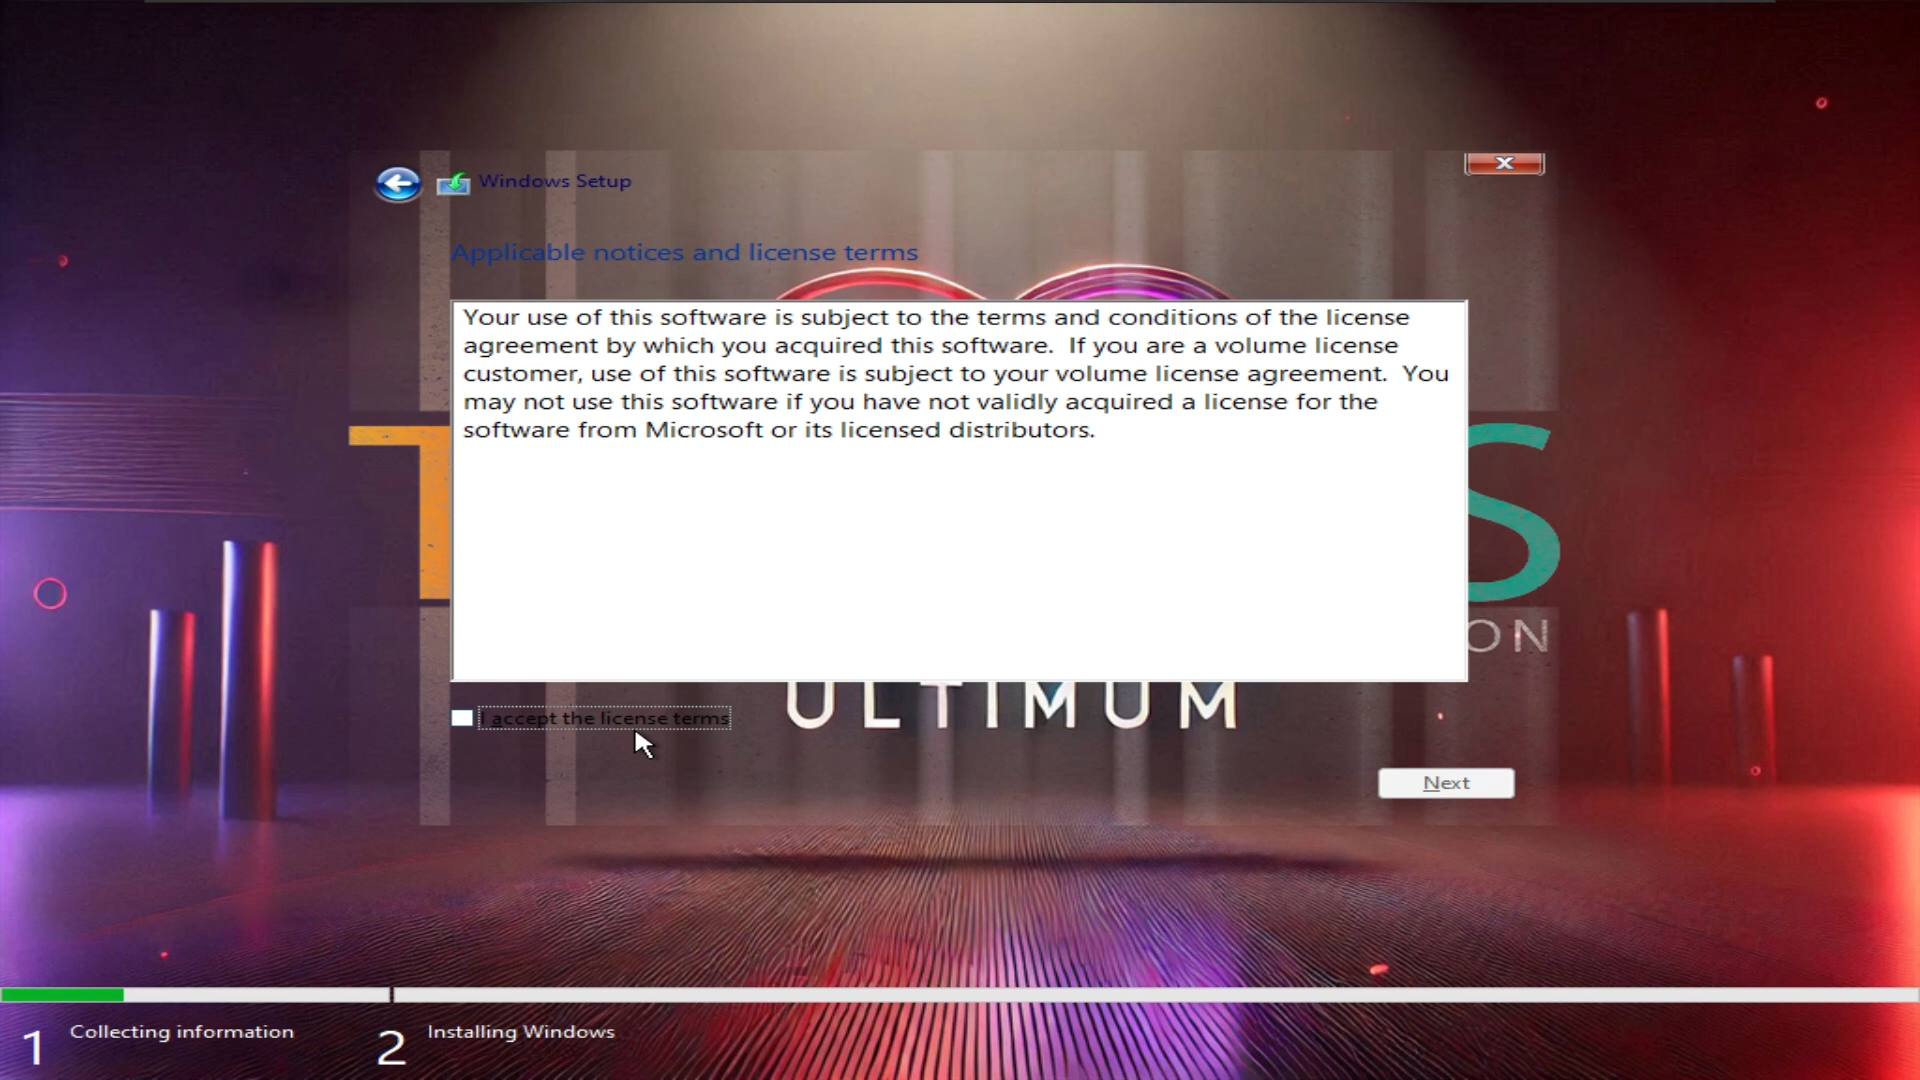 Windows Setup
x
Applicable notices and license terms
Your use of this software is subject to the terms and conditions of the license
agreement by which you acquired this software.  If you are a volume license
customer, use of this software is subject to your volume license agreement.  You
may not use this software if you have not validly acquired a license for the
software from Microsoft or its licensed distributors.
T
S
ON
I accept the license terms
ULTIMUM
Next
1 Collecting information
2 Installing Windows